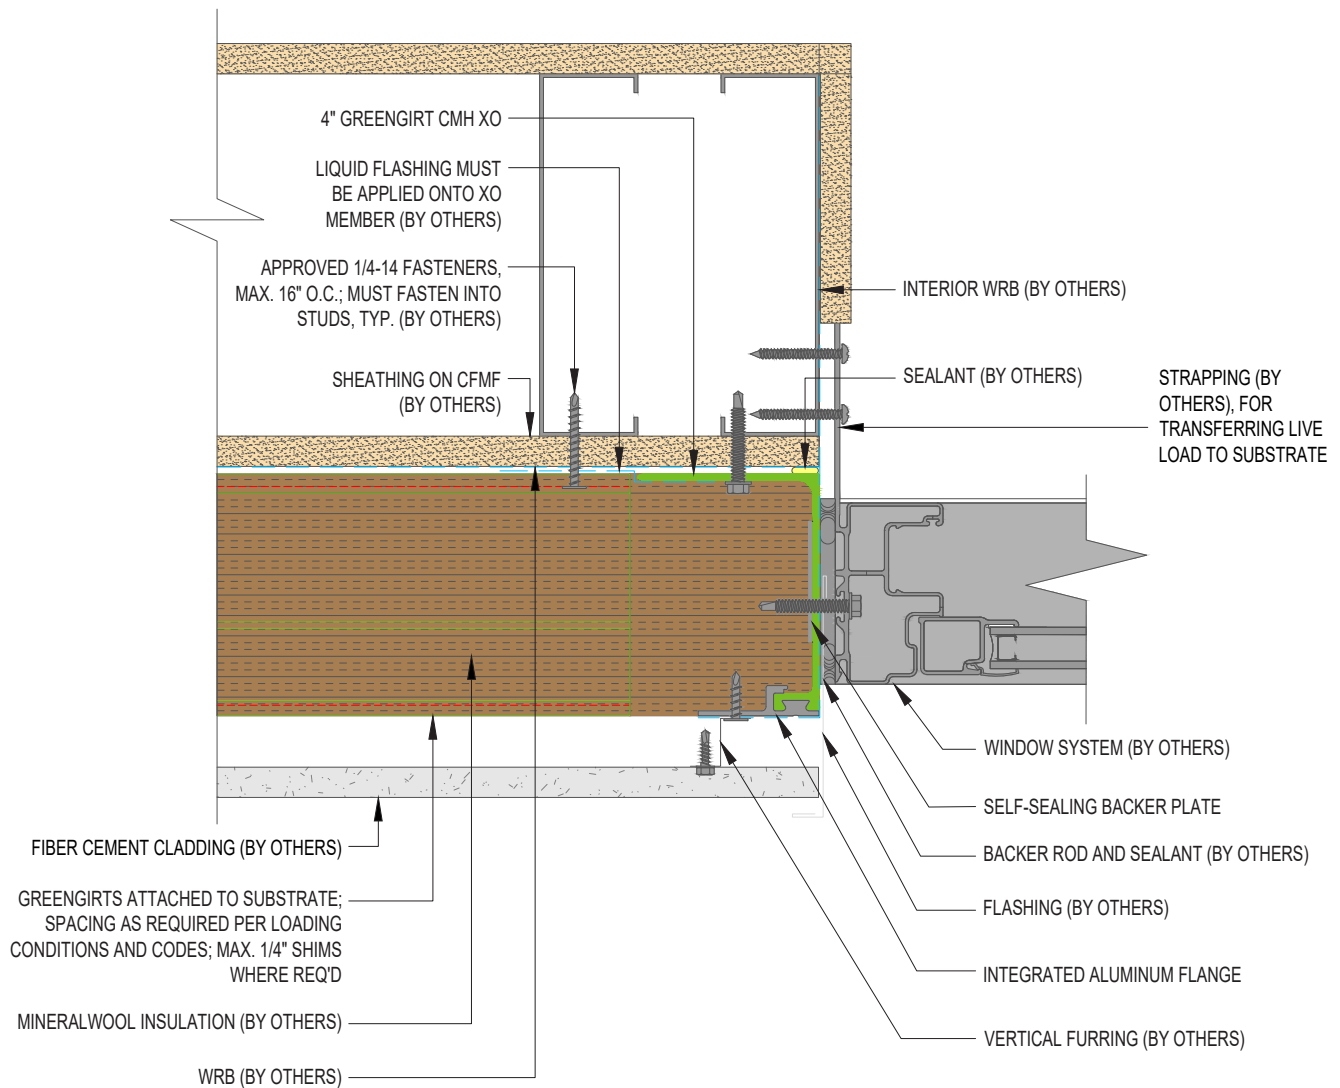 4" GREENGIRT CMH XO
LIQUID FLASHING MUST
BE APPLIED ONTO XO
MEMBER (BY OTHERS)
APPROVED 1/4-14 FASTENERS,
MAX. 16" O.C.; MUST FASTEN INTO
STUDS, TYP. (BY OTHERS)
SHEATHING ON CFMF
(BY OTHERS)
INTERIOR WRB (BY OTHERS)
SEALANT (BY OTHERS)
STRAPPING (BY
OTHERS), FOR
TRANSFERRING LIVE
LOAD TO SUBSTRATE
FIBER CEMENT CLADDING (BY OTHERS)
GREENGIRTS ATTACHED TO SUBSTRATE;
SPACING AS REQUIRED PER LOADING
CONDITIONS AND CODES; MAX. 1/4" SHIMS
WHERE REQ'D
MINERALWOOL INSULATION (BY OTHERS)
WRB (BY OTHERS)
WINDOW SYSTEM (BY OTHERS)
SELF-SEALING BACKER PLATE
BACKER ROD AND SEALANT (BY OTHERS)
FLASHING (BY OTHERS)
INTEGRATED ALUMINUM FLANGE
VERTICAL FURRING (BY OTHERS)